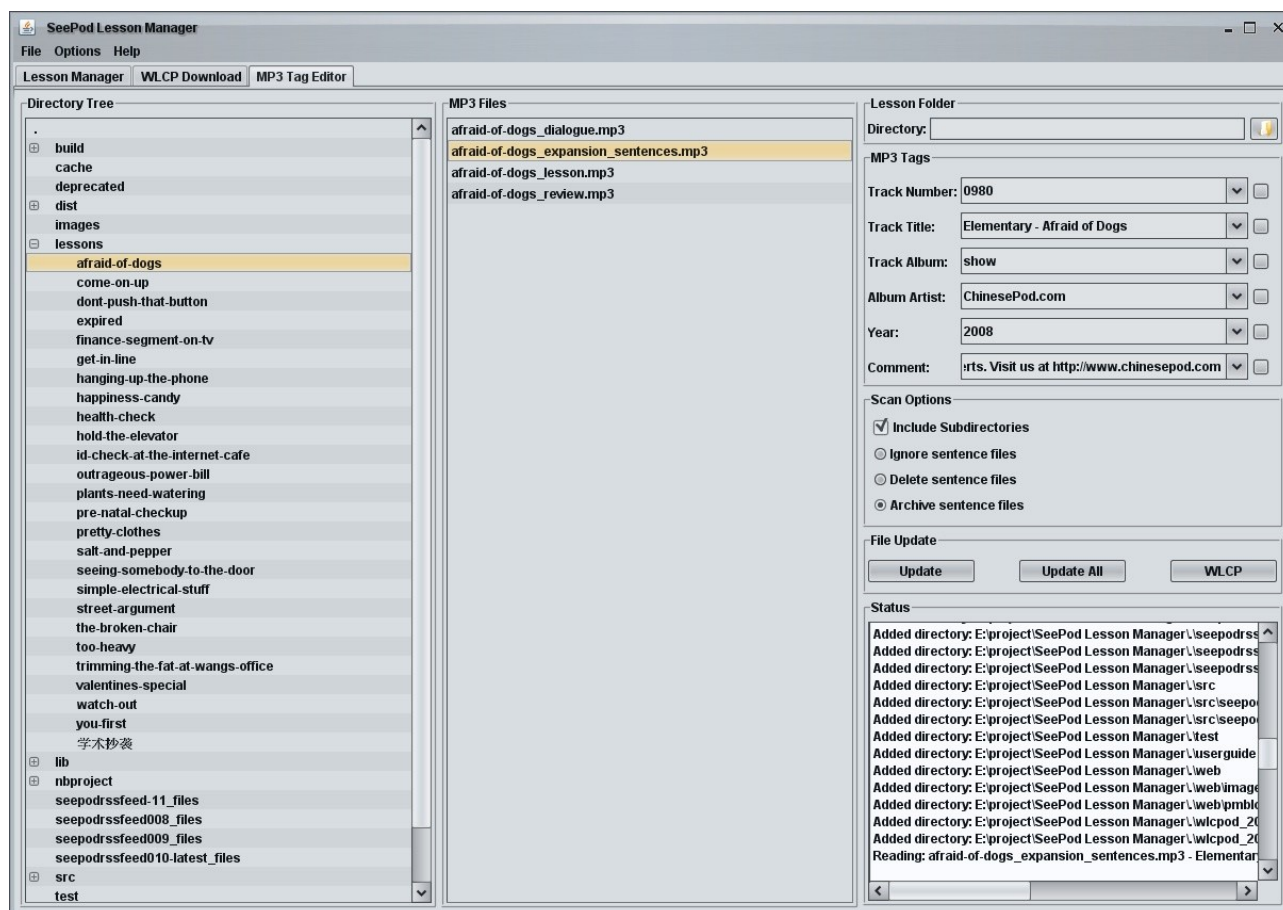 SeePod Lesson Manager
File Options Help
Lesson Manager WLCP Download MP3 Tag Editor
Directory Tree
.
build
cache
deprecated
dist
images
lessons
afraid-of-dogs
come-on-up
dont-push-that-button
expired
finance-segment-on-tv
get-in-line
hanging-up-the-phone
happiness-candy
health-check
hold-the-elevator
id-check-at-the-internet-cafe
outrageous-power-bill
plants-need-watering
pre-natal-checkup
pretty-clothes
salt-and-pepper
seeing-somebody-to-the-door
simple-electrical-stuff
street-argument
the-broken-chair
too-heavy
trimming-the-fat-at-wangs-office
valentines-special
watch-out
you-first
学术抄袭
lib
nbproject
seepodrssfeed-11_files
seepodrssfeed008_files
seepodrssfeed009_files
seepodrssfeed010-latest_files
src
test
MP3 Files
afraid-of-dogs_dialogue.mp3
afraid-of-dogs_expansion_sentences.mp3
afraid-of-dogs_lesson.mp3
afraid-of-dogs_review.mp3
Lesson Folder
Directory:
MP3 Tags
Track Number: 0980
Track Title: Elementary - Afraid of Dogs
Track Album: show
Album Artist: ChinesePod.com
Year: 2008
Comment: erts. Visit us at http://www.chinesepod.com
Scan Options
Include Subdirectories
Ignore sentence files
Delete sentence files
Archive sentence files
File Update
Update Update All WLCP
Status
Added directory: E:\project\SeePod Lesson Manager\.\seepodrss
Added directory: E:\project\SeePod Lesson Manager\.\seepodrss
Added directory: E:\project\SeePod Lesson Manager\.\seepodrss
Added directory: E:\project\SeePod Lesson Manager\.\src
Added directory: E:\project\SeePod Lesson Manager\.\src\seepo
Added directory: E:\project\SeePod Lesson Manager\.\src\seepo
Added directory: E:\project\SeePod Lesson Manager\.\test
Added directory: E:\project\SeePod Lesson Manager\.\userguide
Added directory: E:\project\SeePod Lesson Manager\.\web
Added directory: E:\project\SeePod Lesson Manager\.\web\image
Added directory: E:\project\SeePod Lesson Manager\.\web\pmblo
Added directory: E:\project\SeePod Lesson Manager\.\wlcpod_20
Added directory: E:\project\SeePod Lesson Manager\.\wlcpod_20
Reading: afraid-of-dogs_expansion_sentences.mp3 - Elementar